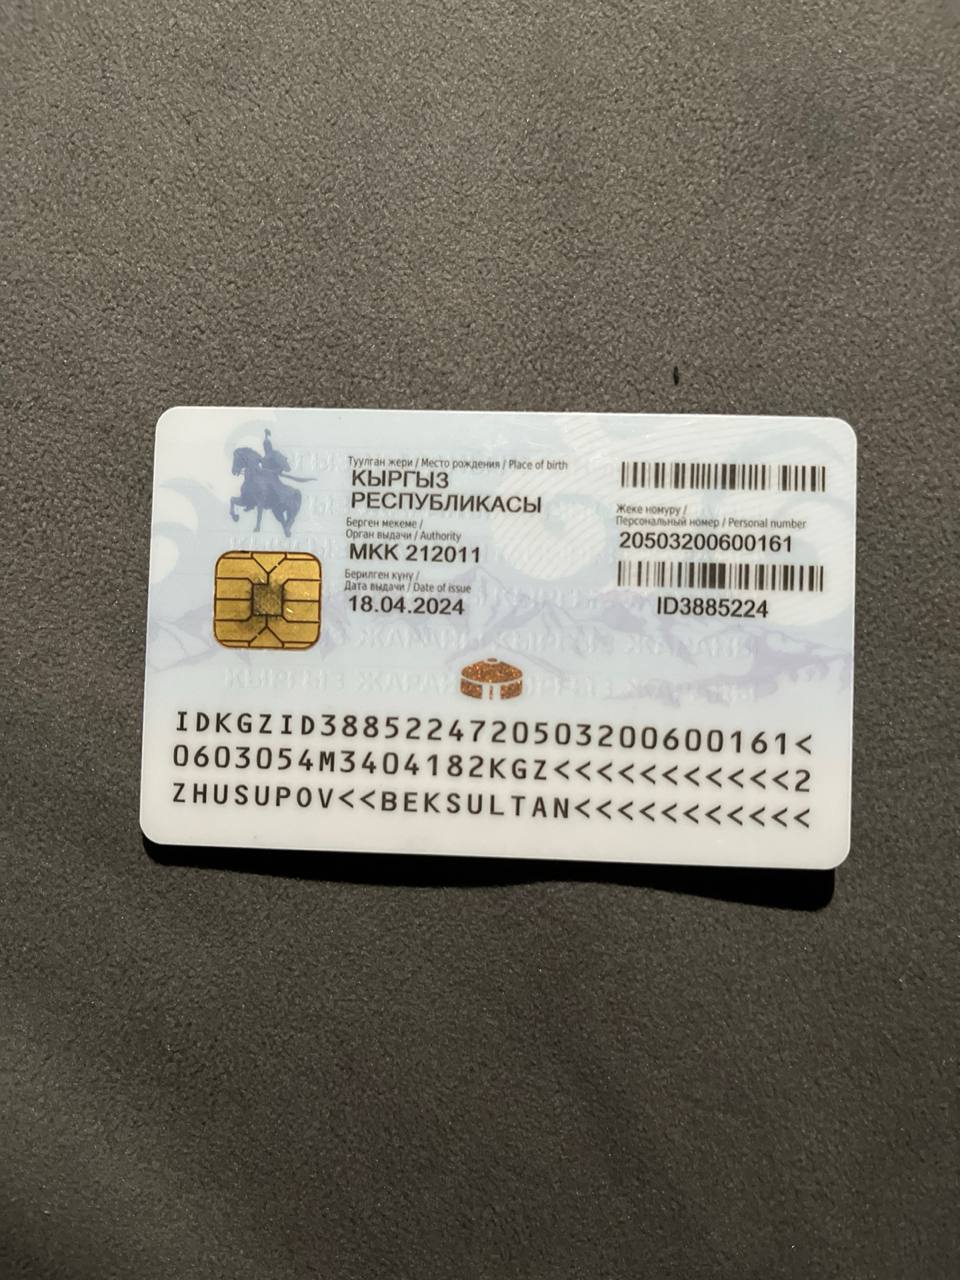 Туулган жери / Место рождения / Place of birth
КЫРГЫЗ
РЕСПУБЛИКАСЫ
Берген мекеме /
Орган выдачи / Authority
МКК 212011
Берилген күнү /
Дата выдачи / Date of issue
18.04.2024
Жеке номуру /
Персональный номер / Personal number
20503200600161
ID3885224
IDKGZID3885224720503200600161<
0603054M3404182KGZ<<<<<<<<<<<2
ZHUSUPOV<<BEKSULTAN<<<<<<<<<<<